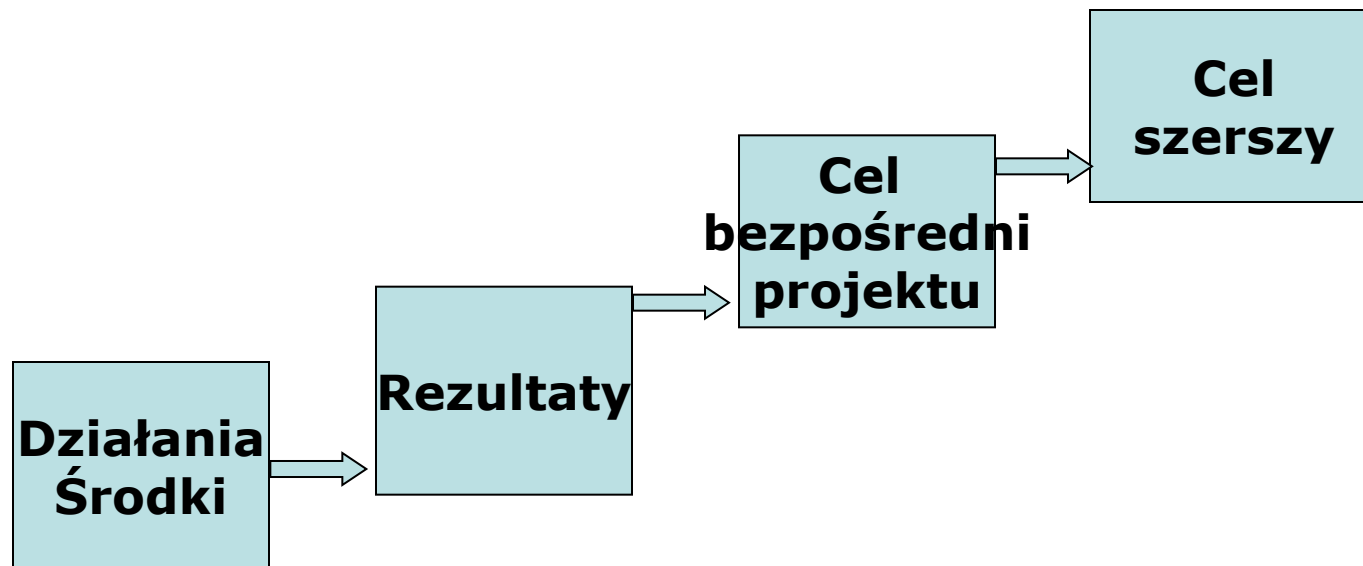 Działania
Środki
Rezultaty
Cel
bezpośredni
projektu
Cel
szerszy